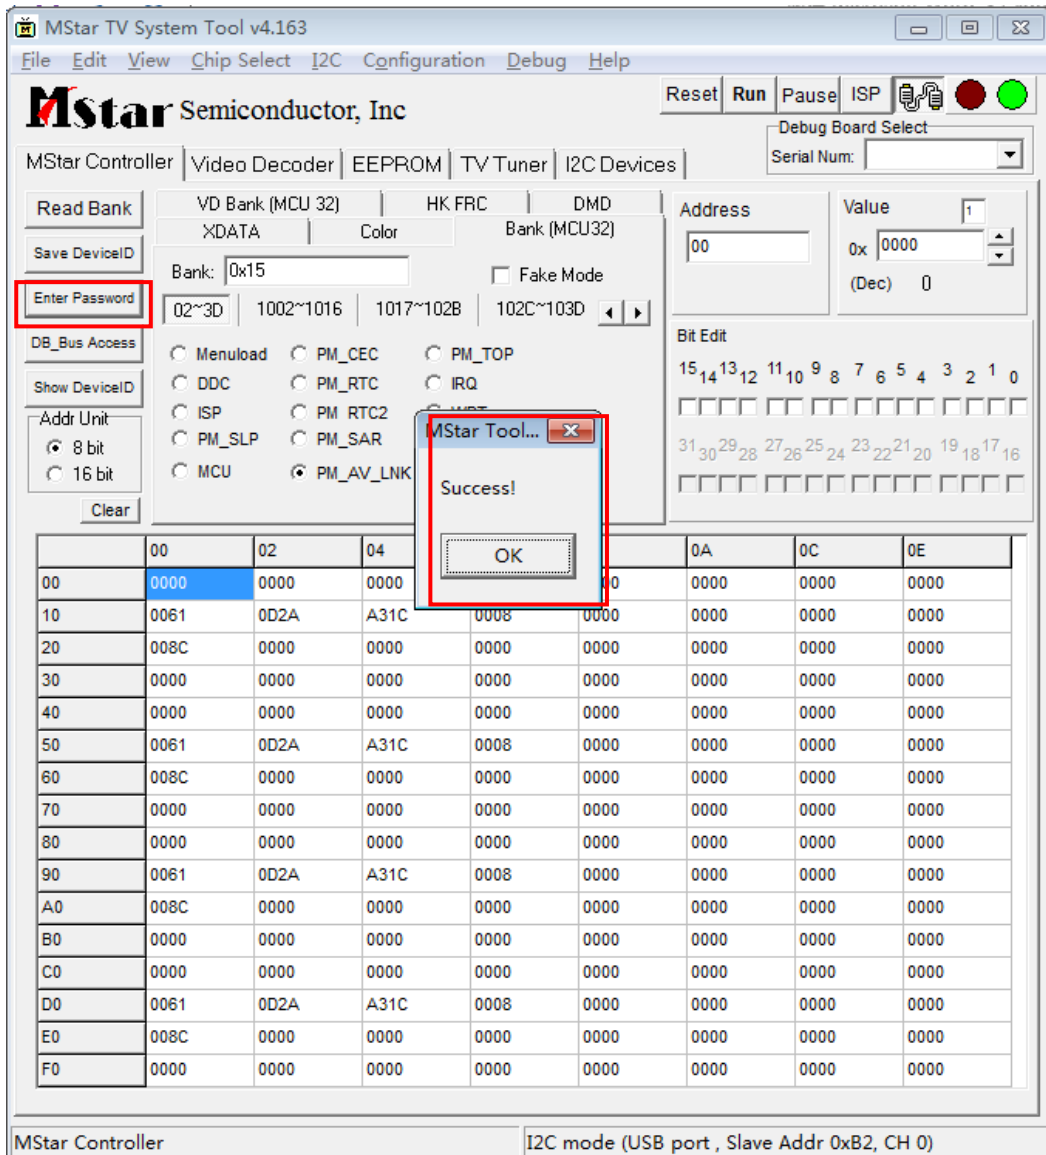 MStar TV System Tool v4.163
File Edit View Chip Select I2C Configuration Debug Help
MStar Semiconductor, Inc
Reset Run Pause ISP
Debug Board Select
Serial Num:
MStar Controller Video Decoder EEPROM TV Tuner I2C Devices
Read Bank
Save DeviceID
Enter Password
DB_Bus Access
Show DeviceID
Addr Unit
8 bit
16 bit
Clear
VD Bank (MCU 32) HK FRC DMD
XDATA Color Bank (MCU32)
Bank: 0x15 Fake Mode
02~3D 1002~1016 1017~102B 102C~103D
Menuload PM_CEC PM_TOP
DDC PM_RTC IRQ
ISP PM_RTC2
PM_SLP PM_SAR
MCU PM_AV_LNK
Address
00
Value 1
0x 0000
(Dec) 0
Bit Edit
15 14 13 12 11 10 9 8 7 6 5 4 3 2 1 0
31 30 29 28 27 26 25 24 23 22 21 20 19 18 17 16
MStar Tool...
Success!
OK
00 02 04 0A 0C 0E
00 0000 0000 0000 00 0000 0000 0000
10 0061 0D2A A31C 0008 0000 0000 0000 0000
20 008C 0000 0000 0000 0000 0000 0000 0000
30 0000 0000 0000 0000 0000 0000 0000 0000
40 0000 0000 0000 0000 0000 0000 0000 0000
50 0061 0D2A A31C 0008 0000 0000 0000 0000
60 008C 0000 0000 0000 0000 0000 0000 0000
70 0000 0000 0000 0000 0000 0000 0000 0000
80 0000 0000 0000 0000 0000 0000 0000 0000
90 0061 0D2A A31C 0008 0000 0000 0000 0000
A0 008C 0000 0000 0000 0000 0000 0000 0000
B0 0000 0000 0000 0000 0000 0000 0000 0000
C0 0000 0000 0000 0000 0000 0000 0000 0000
D0 0061 0D2A A31C 0008 0000 0000 0000 0000
E0 008C 0000 0000 0000 0000 0000 0000 0000
F0 0000 0000 0000 0000 0000 0000 0000 0000
MStar Controller I2C mode (USB port , Slave Addr 0xB2, CH 0)